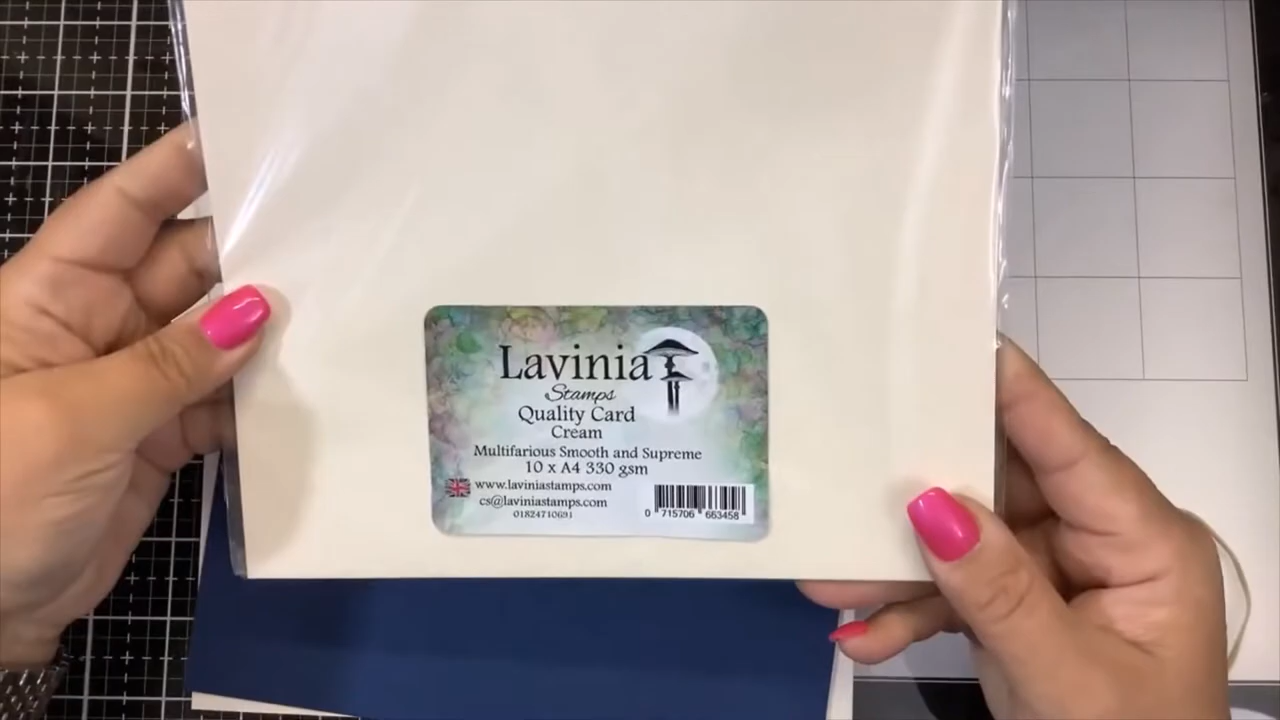 Lavinia
Stamps
Quality Card
Cream
Multifarious Smooth and Supreme
10 x A4 330 gsm
www.laviniastamps.com
cs@laviniastamps.com
01824710691
0 715706 663458